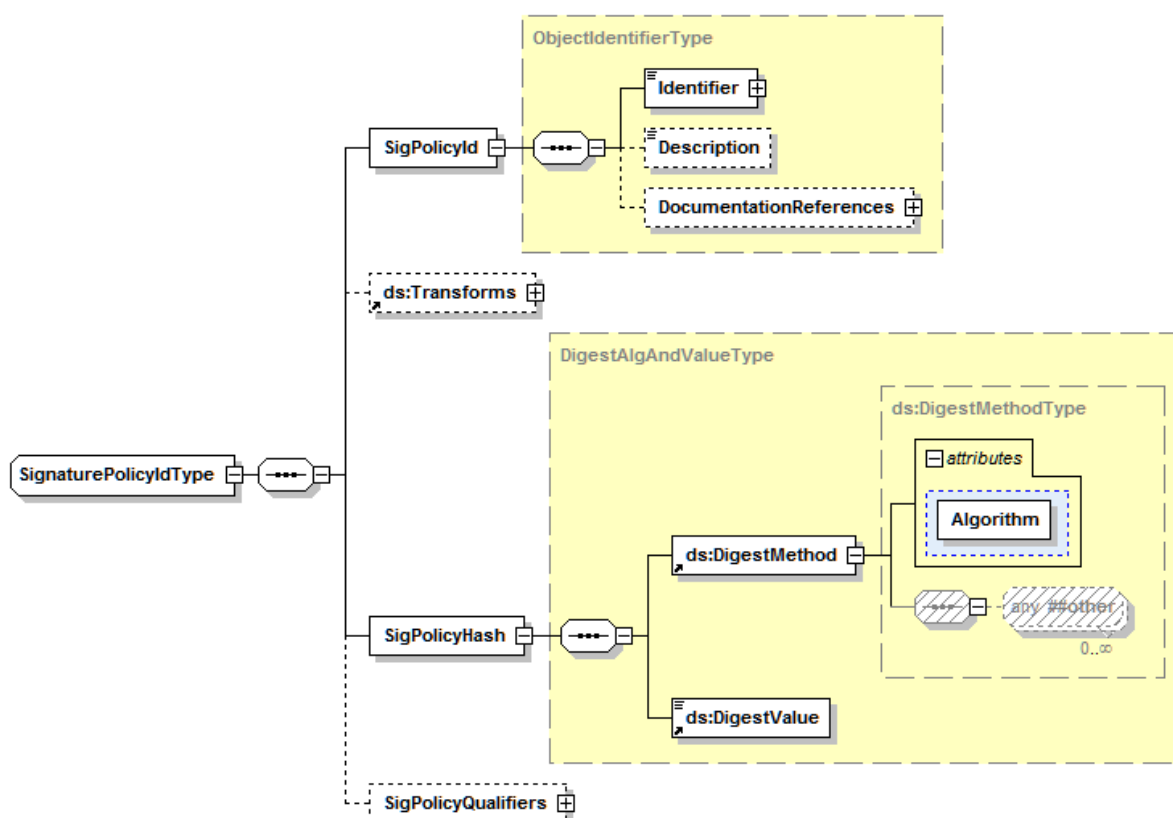 ObjectIdentifierType
Identifier
SigPolicyId
Description
DocumentationReferences
ds:Transforms
DigestAlgAndValueType
ds:DigestMethodType
attributes
SignaturePolicyIdType
Algorithm
ds:DigestMethod
any ##other
0..∞
SigPolicyHash
ds:DigestValue
SigPolicyQualifiers